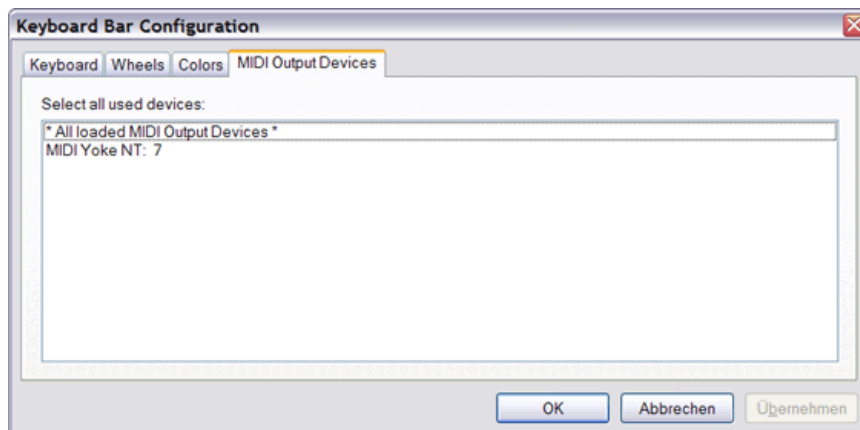 Keyboard Bar Configuration
Keyboard Wheels Colors MIDI Output Devices
Select all used devices:
* All loaded MIDI Output Devices *
MIDI Yoke NT: 7
OK Abbrechen Übernehmen